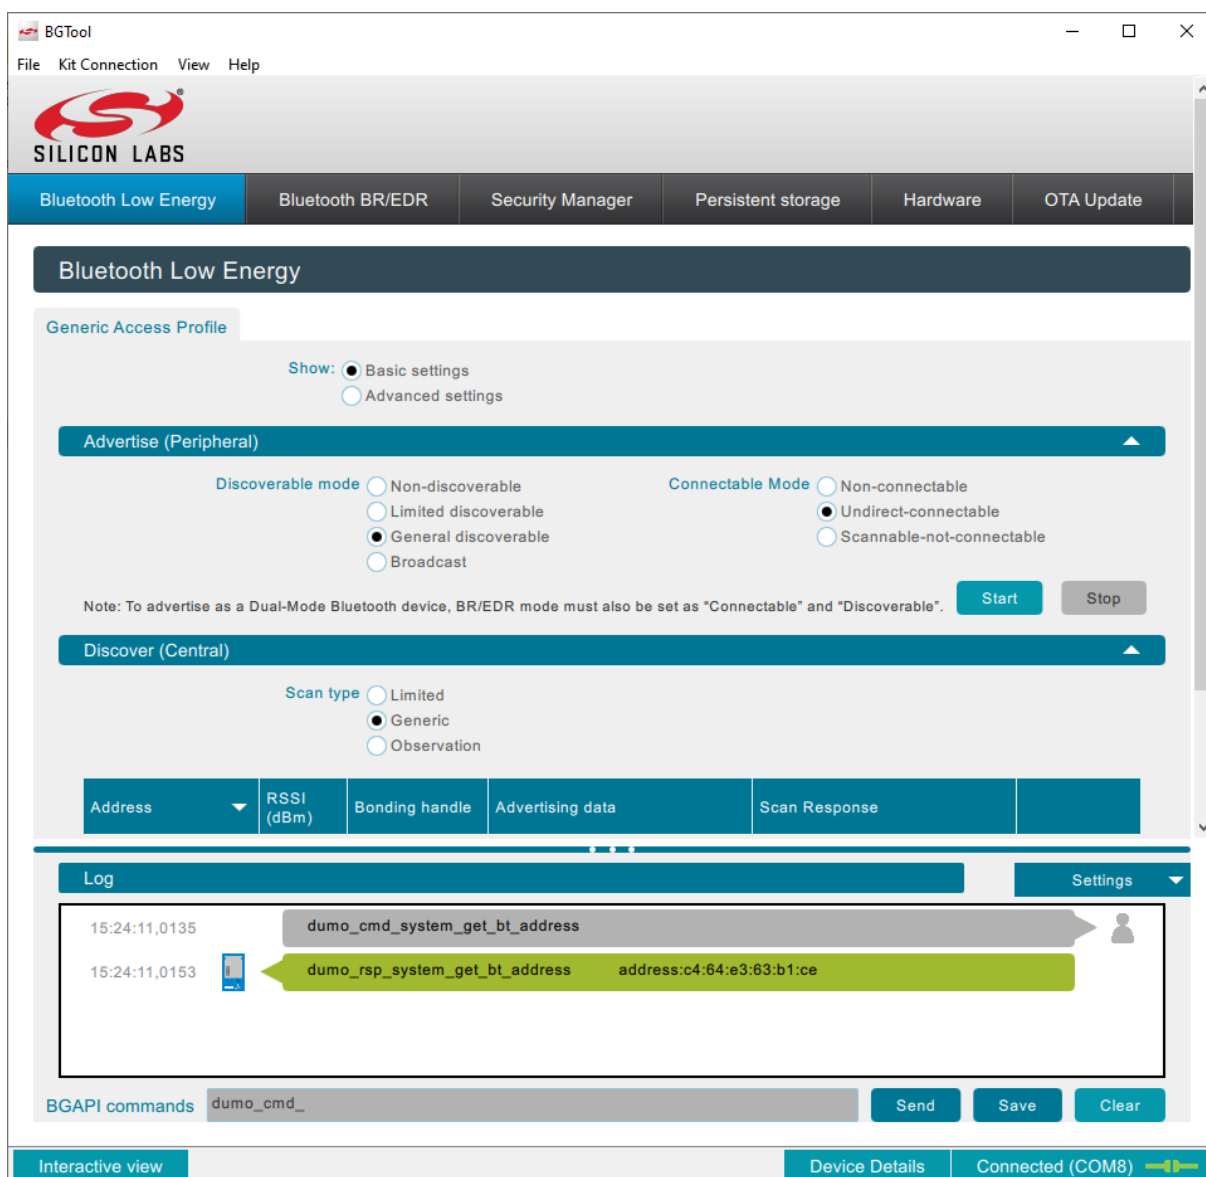 BGTool
File Kit Connection View Help
SILICON LABS
Bluetooth Low Energy Bluetooth BR/EDR Security Manager Persistent storage Hardware OTA Update
Bluetooth Low Energy
Generic Access Profile
Show: Basic settings
Advanced settings
Advertise (Peripheral)
Discoverable mode Non-discoverable Connectable Mode Non-connectable
Limited discoverable Undirect-connectable
General discoverable Scannable-not-connectable
Broadcast
Note: To advertise as a Dual-Mode Bluetooth device, BR/EDR mode must also be set as "Connectable" and "Discoverable". Start Stop
Discover (Central)
Scan type Limited
Generic
Observation
Address RSSI (dBm) Bonding handle Advertising data Scan Response
Log Settings
15:24:11,0135 dumo_cmd_system_get_bt_address
15:24:11,0153 dumo_rsp_system_get_bt_address address:c4:64:e3:63:b1:ce
BGAPI commands dumo_cmd_ Send Save Clear
Interactive view Device Details Connected (COM8)